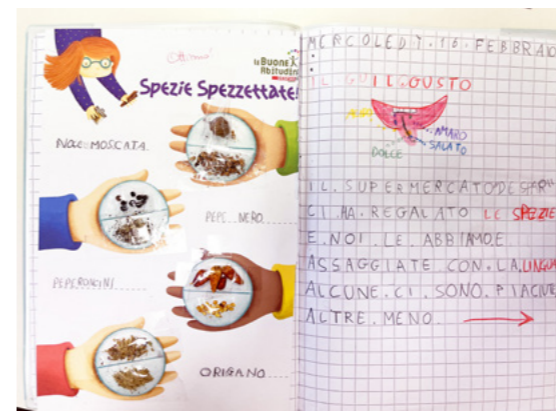 Ottimo!
le BUONE
Abitudini
SPEZIE SPEZZETTATE!
NOCE MOSCATA
PEPE NERO
PEPERONCINI
ORIGANO
MERCOLEDÌ.16.FEBBRAIO
IL GUSTO
AMARO
SALATO
DOLCE
IL.SUPERMERCATO DESPAR
CI.HA.REGALATO LE SPEZIE
E.NOI.LE.ABBIAMO.E
ASSAGGIATE.CON.LA.LINGUA
ALCUNE.CI.SONO.PIACIUTE
ALTRE.MENO